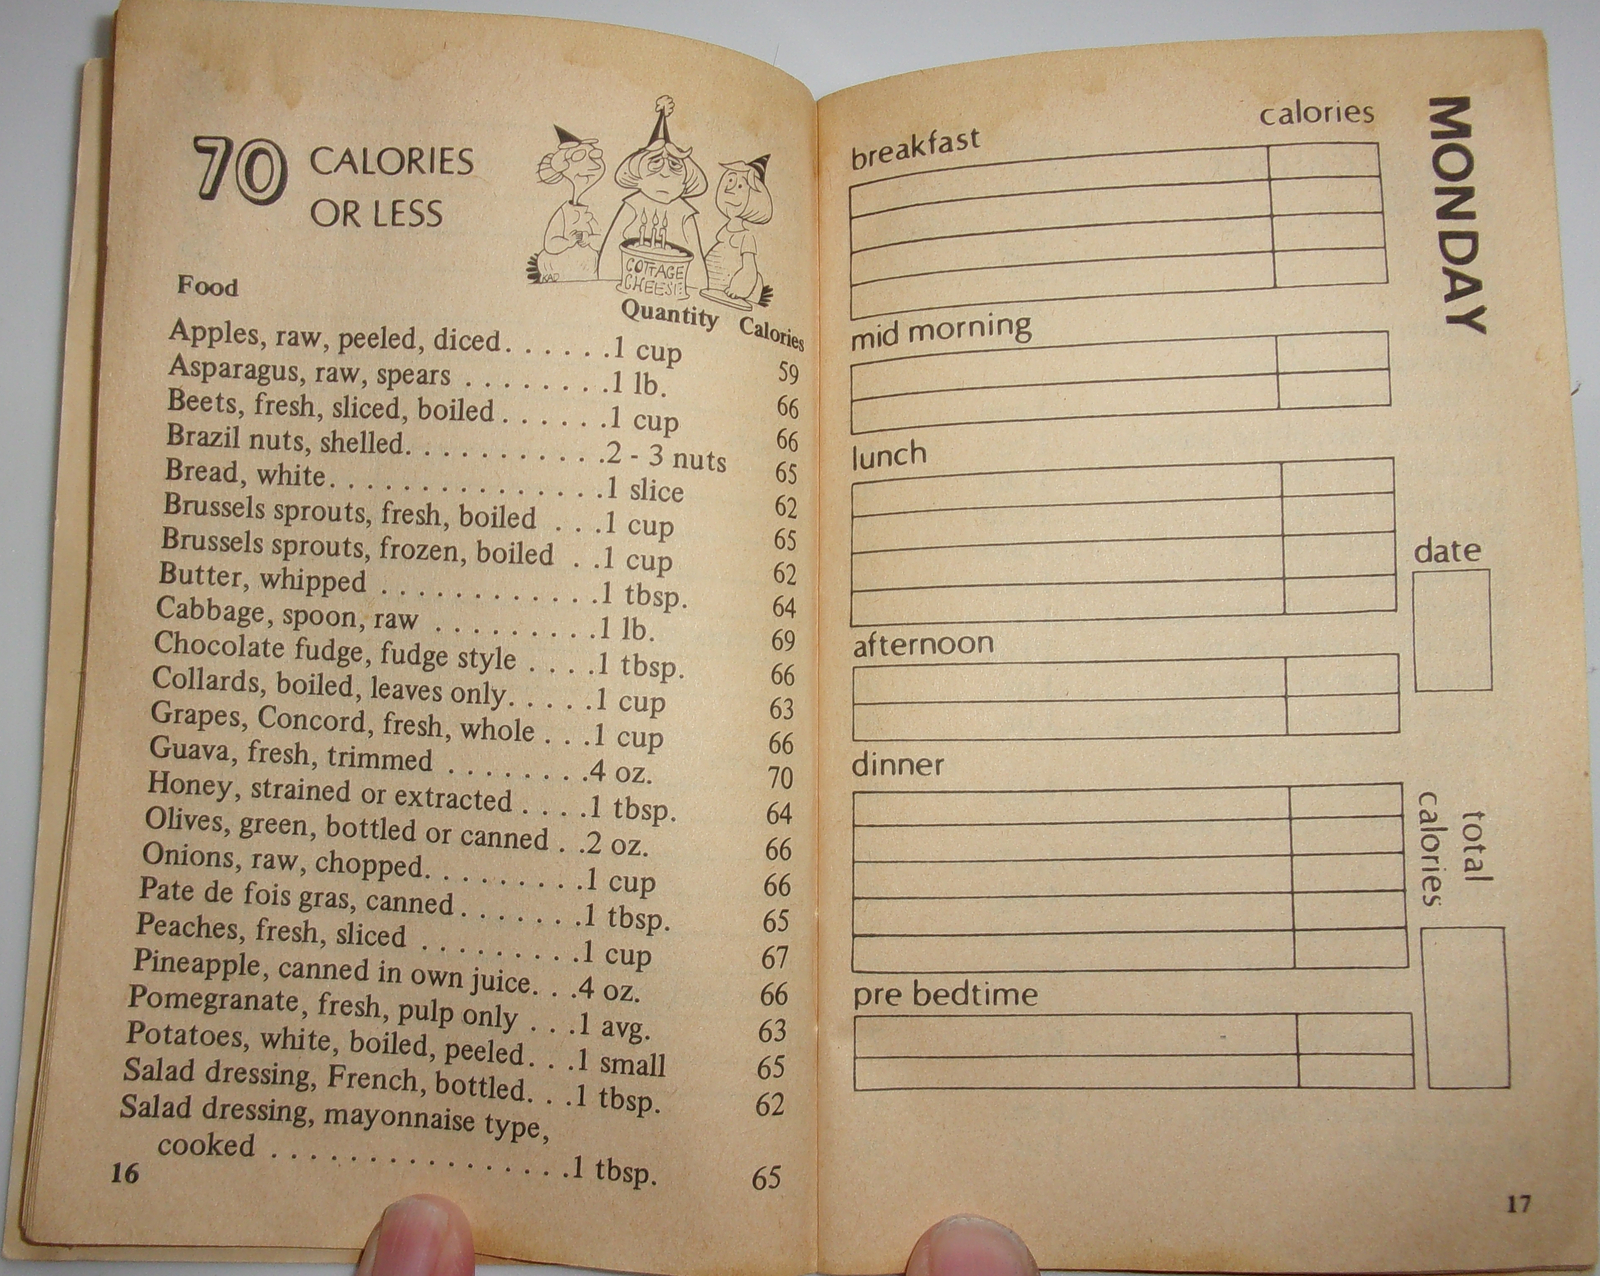 70 CALORIES
OR LESS
COTTAGE
CHEESE
KAD
Food Quantity Calories
Apples, raw, peeled, diced. . . . . . .1 cup 59
Asparagus, raw, spears . . . . . . . .1 lb. 66
Beets, fresh, sliced, boiled . . . . . .1 cup 66
Brazil nuts, shelled. . . . . . . . . . .2 - 3 nuts 65
Bread, white. . . . . . . . . . . . . . .1 slice 62
Brussels sprouts, fresh, boiled . . .1 cup 65
Brussels sprouts, frozen, boiled . .1 cup 62
Butter, whipped . . . . . . . . . . . .1 tbsp. 64
Cabbage, spoon, raw . . . . . . . . .1 lb. 69
Chocolate fudge, fudge style . . . .1 tbsp. 66
Collards, boiled, leaves only. . . . .1 cup 63
Grapes, Concord, fresh, whole . . .1 cup 66
Guava, fresh, trimmed . . . . . . . .4 oz. 70
Honey, strained or extracted . . . .1 tbsp. 64
Olives, green, bottled or canned . .2 oz. 66
Onions, raw, chopped. . . . . . . . .1 cup 66
Pate de fois gras, canned. . . . . . .1 tbsp. 65
Peaches, fresh, sliced . . . . . . . . .1 cup 67
Pineapple, canned in own juice. . .4 oz. 66
Pomegranate, fresh, pulp only . . .1 avg. 63
Potatoes, white, boiled, peeled. . .1 small 65
Salad dressing, French, bottled. . .1 tbsp. 62
Salad dressing, mayonnaise type,
cooked . . . . . . . . . . . . . . . .1 tbsp. 65
16
MONDAY
calories
breakfast
mid morning
lunch
date
afternoon
dinner
total
calories
pre bedtime
17